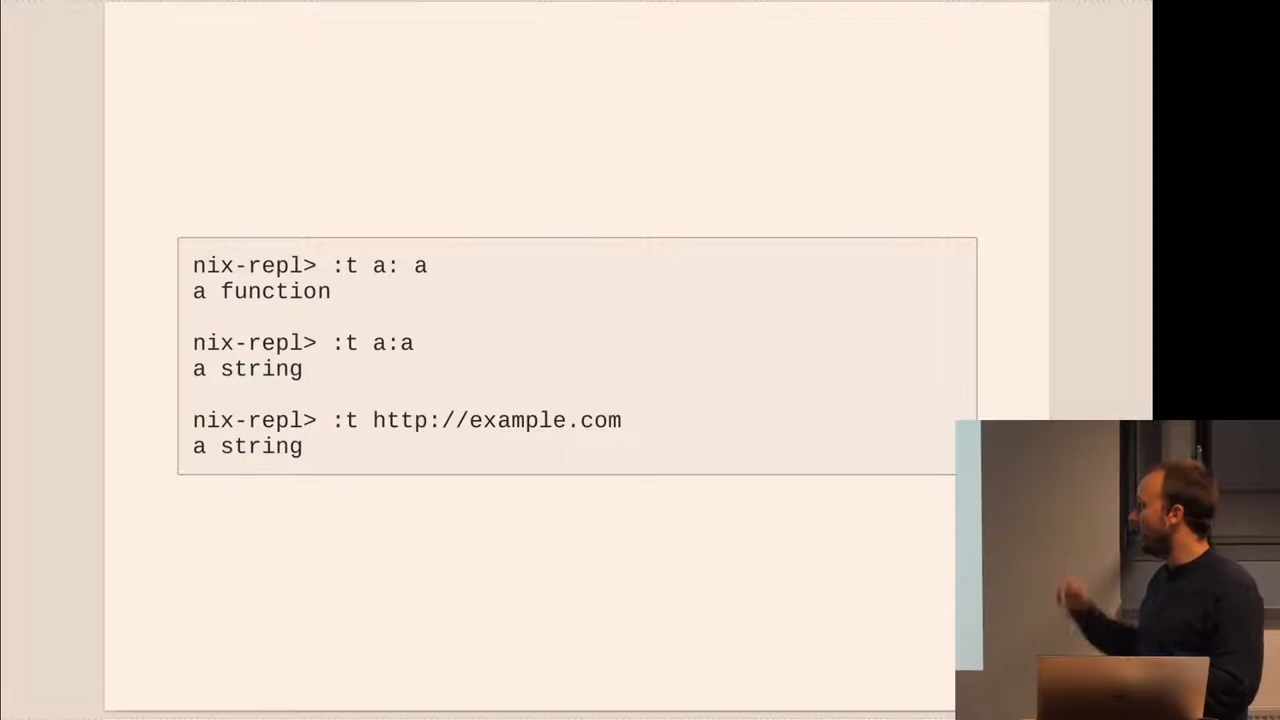 nix-repl> :t a: a
a function
nix-repl> :t a:a
a string
nix-repl> :t http://example.com
a string